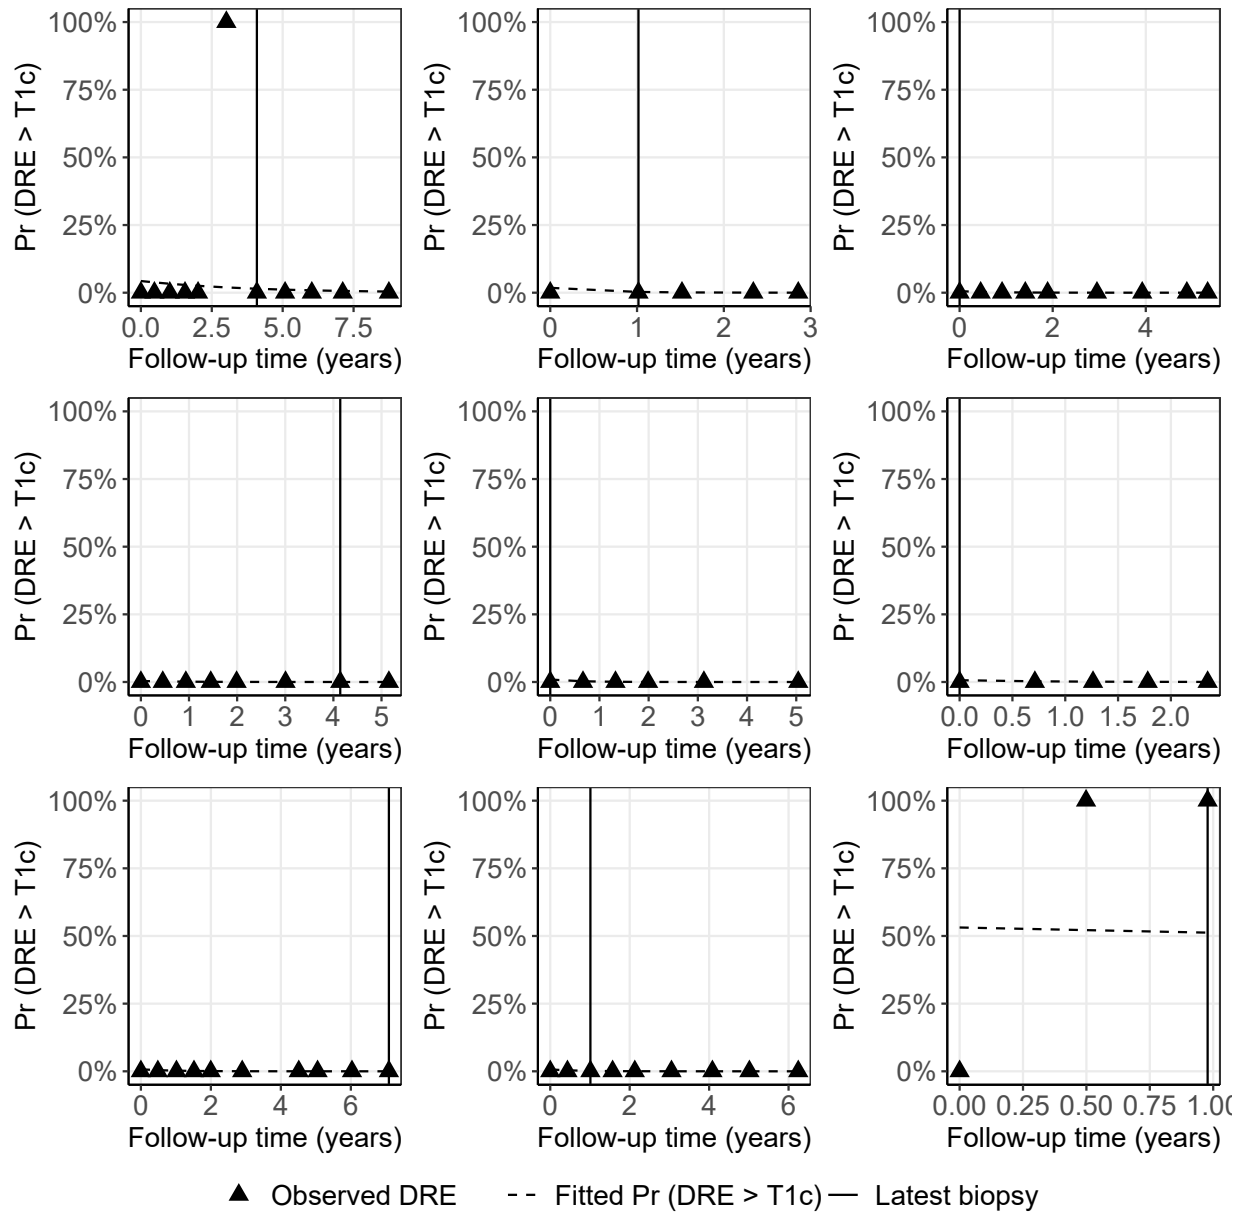 100%
75%
50%
25%
0%
Pr (DRE > T1c)
0.0 2.5 5.0 7.5
Follow-up time (years)
100%
75%
50%
25%
0%
Pr (DRE > T1c)
0 1 2 3
Follow-up time (years)
100%
75%
50%
25%
0%
Pr (DRE > T1c)
0 2 4
Follow-up time (years)
100%
75%
50%
25%
0%
Pr (DRE > T1c)
0 1 2 3 4 5
Follow-up time (years)
100%
75%
50%
25%
0%
Pr (DRE > T1c)
0 1 2 3 4 5
Follow-up time (years)
100%
75%
50%
25%
0%
Pr (DRE > T1c)
0.0 0.5 1.0 1.5 2.0
Follow-up time (years)
100%
75%
50%
25%
0%
Pr (DRE > T1c)
0 2 4 6
Follow-up time (years)
100%
75%
50%
25%
0%
Pr (DRE > T1c)
0 2 4 6
Follow-up time (years)
100%
75%
50%
25%
0%
Pr (DRE > T1c)
0.00 0.25 0.50 0.75 1.00
Follow-up time (years)
Observed DRE Fitted Pr (DRE > T1c) Latest biopsy